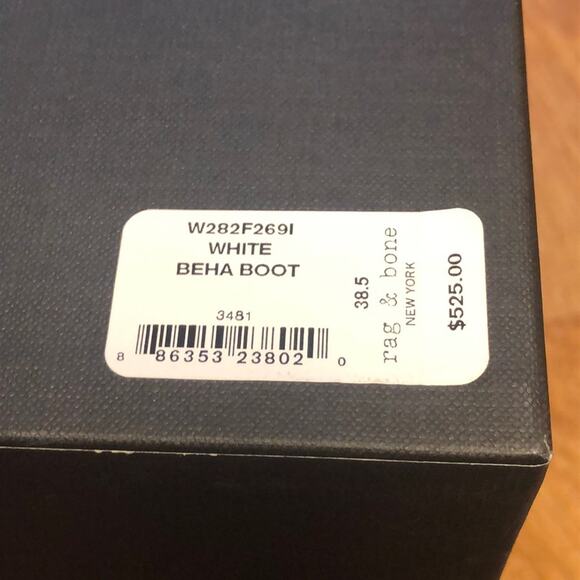 W282F269I
WHITE
BEHA BOOT
3481
8 86353 23802 0
38.5
rag & bone
NEW YORK
$525.00